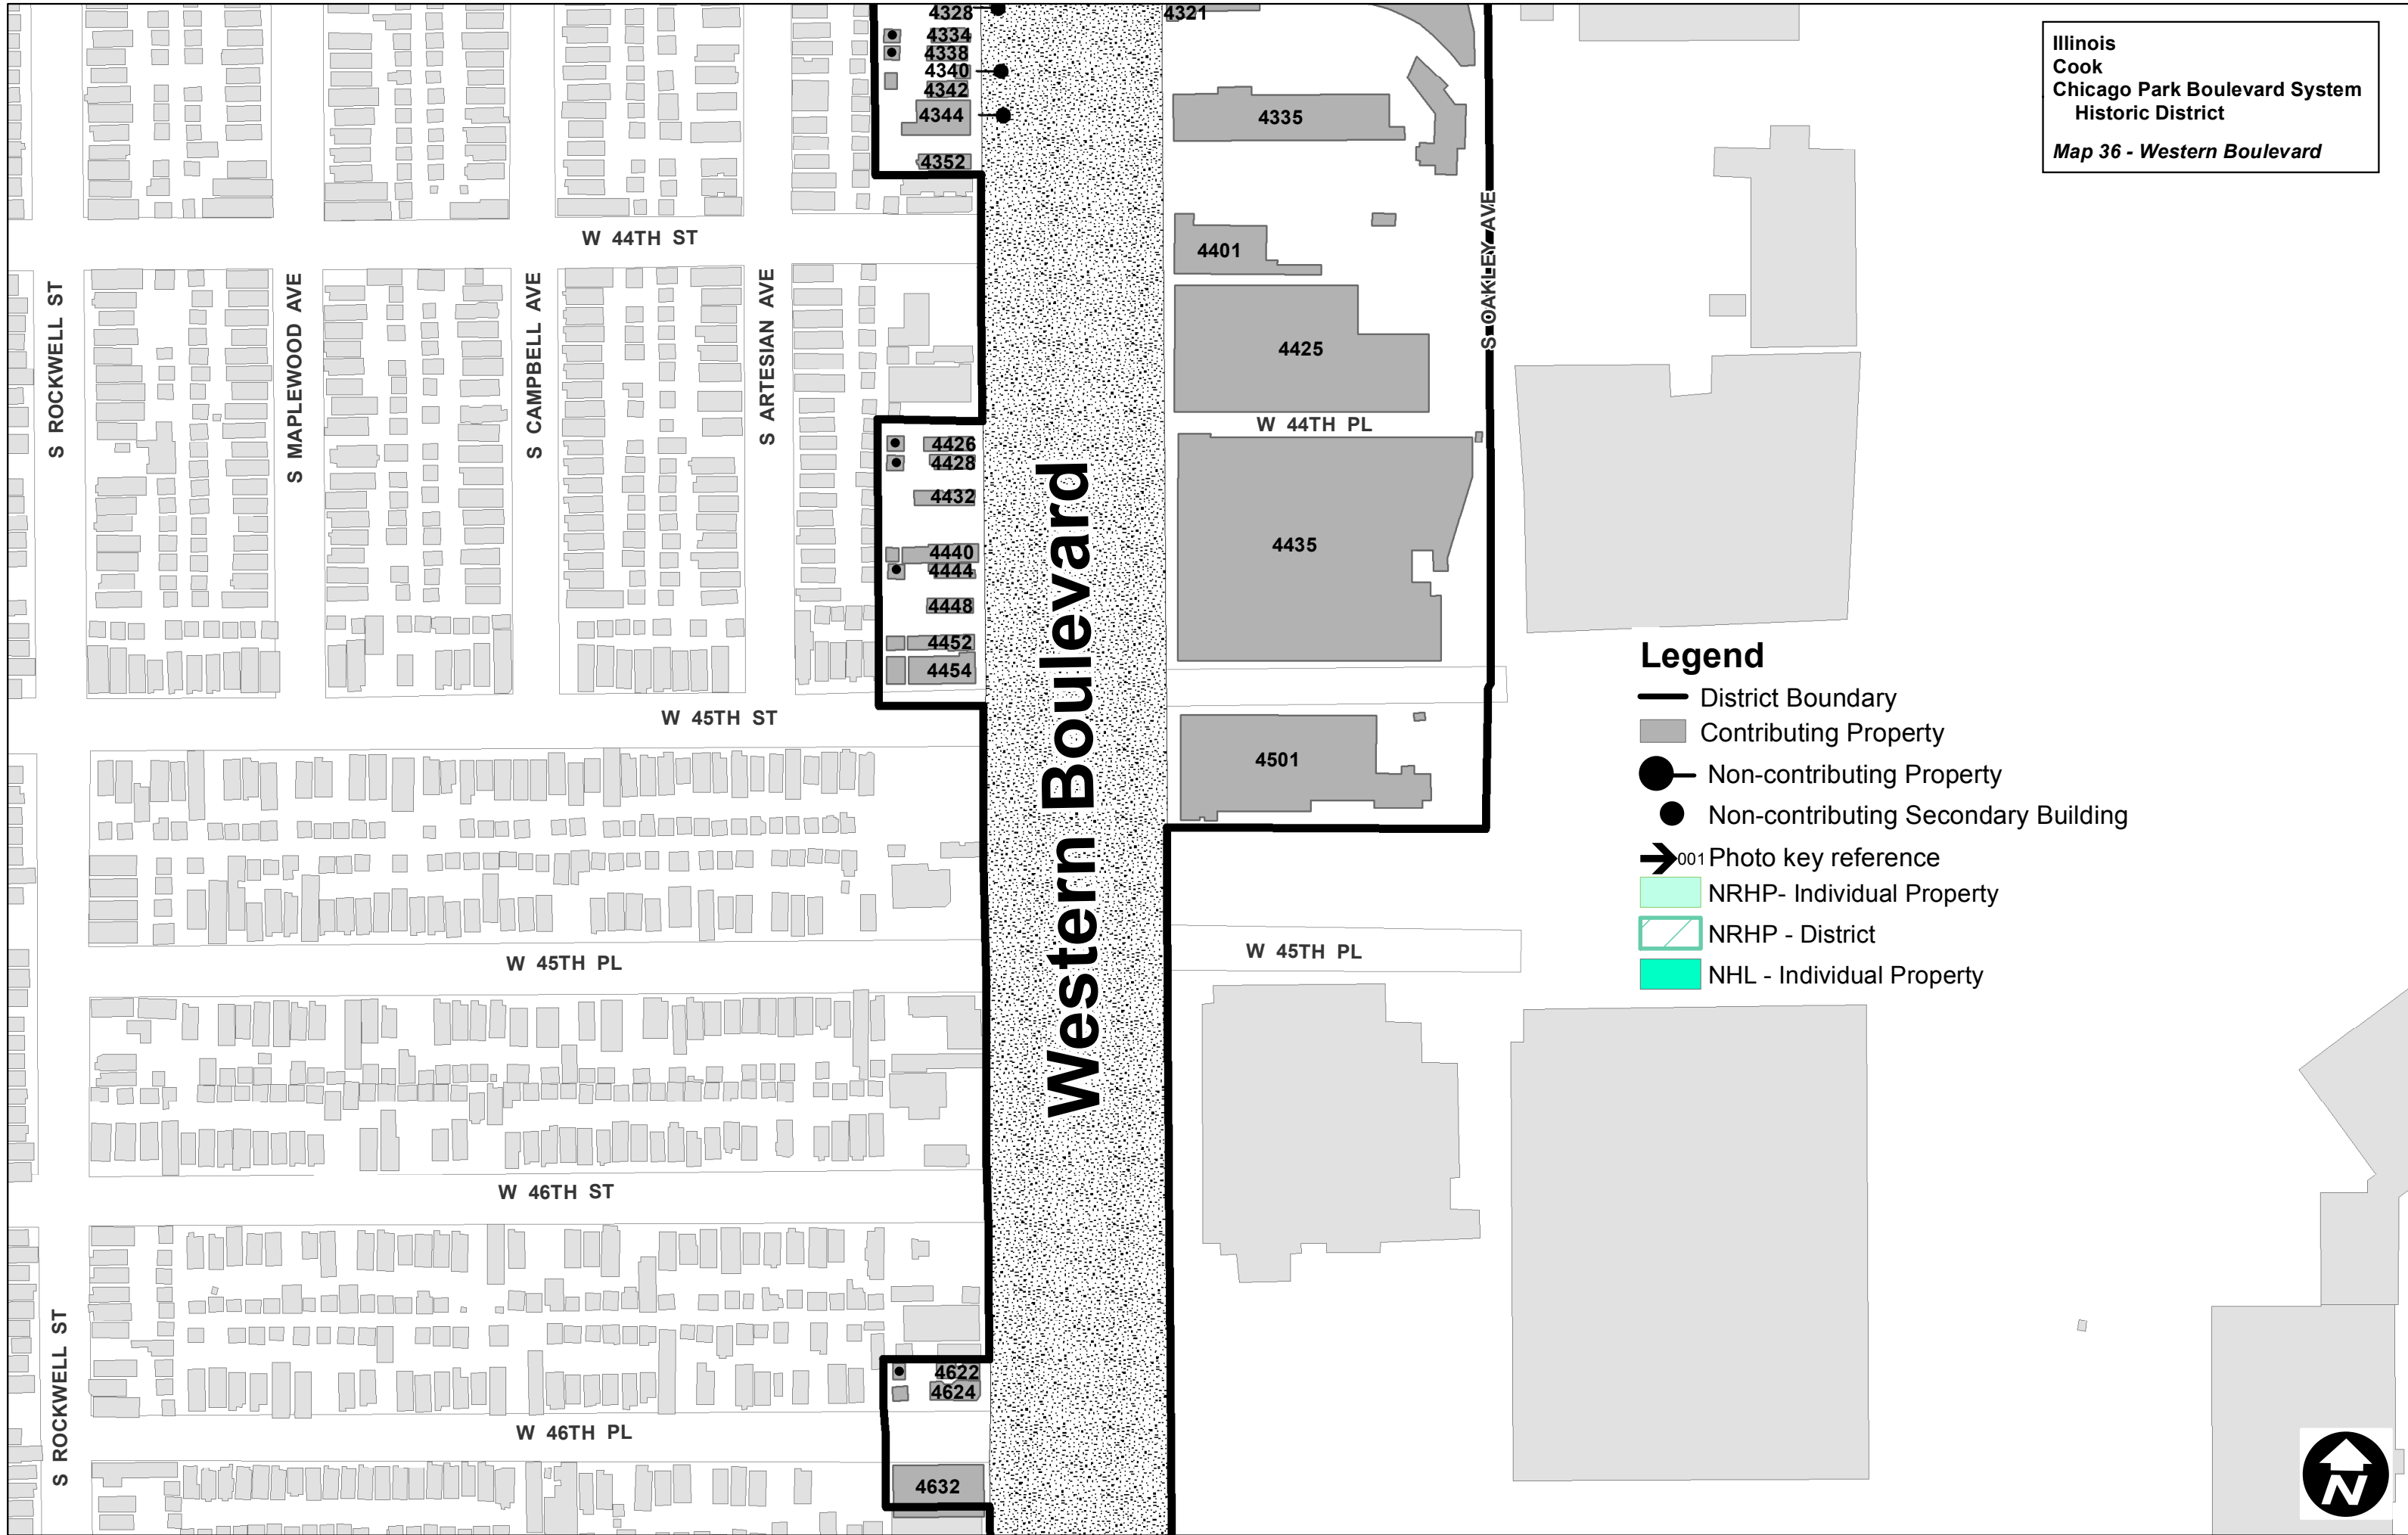 4328
4321
4334
4338
4340
4342
4344
4335
4352
Illinois
Cook
Chicago Park Boulevard System
Historic District
Map 36 - Western Boulevard
W 44TH ST
4401
S OAKLEY AVE
S ROCKWELL ST
S MAPLEWOOD AVE
S CAMPBELL AVE
S ARTESIAN AVE
4425
W 44TH PL
4426
4428
4432
4435
4440
4444
4448
4452
4454
Western Boulevard
W 45TH ST
4501
Legend
District Boundary
Contributing Property
Non-contributing Property
Non-contributing Secondary Building
001 Photo key reference
NRHP- Individual Property
NRHP - District
NHL - Individual Property
W 45TH PL
W 45TH PL
W 46TH ST
S ROCKWELL ST
4622
4624
W 46TH PL
4632
N